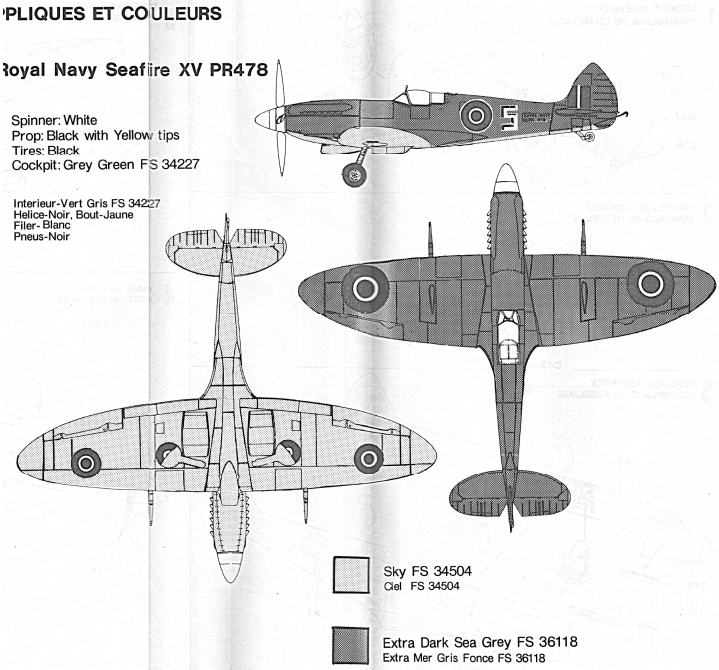 PPLIQUES ET COULEURS
Royal Navy Seafire XV PR478
Spinner: White
Prop: Black with Yellow tips
Tires: Black
Cockpit: Grey Green FS 34227
Interieur-Vert Gris FS 34227
Helice-Noir, Bout-Jaune
Filer-Blanc
Pneus-Noir
Sky FS 34504
Ciel FS 34504
Extra Dark Sea Grey FS 36118
Extra Mer Gris Fonce FS 36118